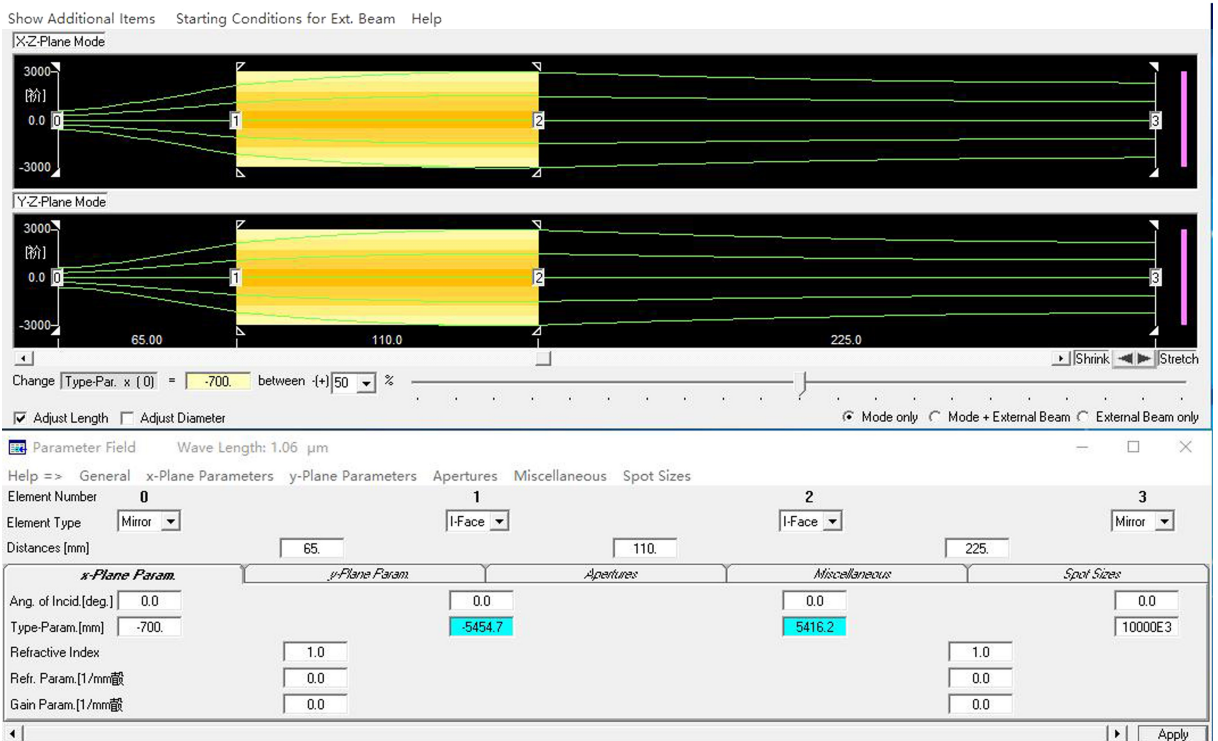 Show Additional Items Starting Conditions for Ext. Beam Help
X-Z-Plane Mode
3000
[衸]
0.0 0 1 2 3
-3000
Y-Z-Plane Mode
3000
[衸]
0.0 0 1 2 3
-3000
65.00 110.0 225.0
Shrink Stretch
Change Type-Par. x ( 0) = -700. between -(+) 50 %
Adjust Length Adjust Diameter Mode only Mode + External Beam External Beam only
Parameter Field Wave Length: 1.06 μm
Help => General x-Plane Parameters y-Plane Parameters Apertures Miscellaneous Spot Sizes
Element Number 0 1 2 3
Element Type Mirror I-Face I-Face Mirror
Distances [mm] 65. 110. 225.
x-Plane Param. y-Plane Param. Apertures Miscellaneous Spot Sizes
Ang. of Incid.[deg.] 0.0 0.0 0.0 0.0
Type-Param.[mm] -700. -5454.7 5416.2 10000E3
Refractive Index 1.0 1.0
Refr. Param.[1/mm 0.0 0.0
Gain Param.[1/mm 0.0 0.0
Apply